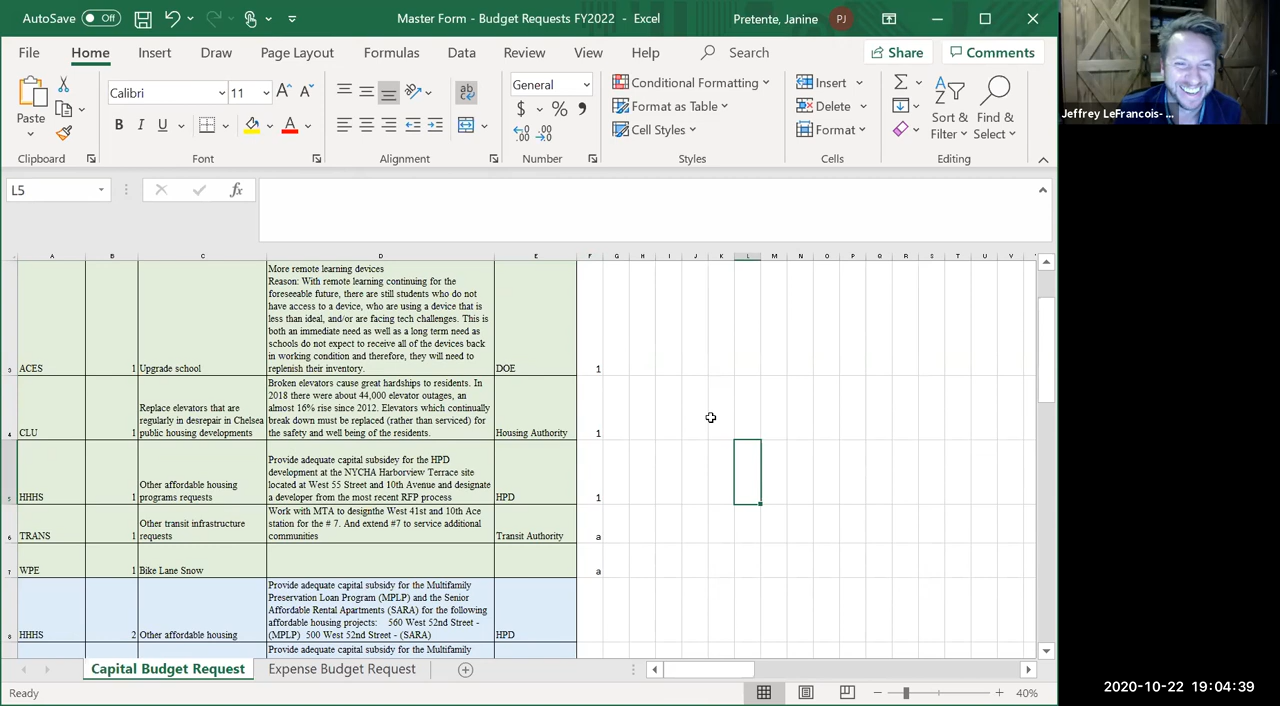 AutoSave Off Master Form - Budget Requests FY2022 - Excel Pretente, Janine PJ
File Home Insert Draw Page Layout Formulas Data Review View Help Search Share Comments
Paste
Clipboard
Calibri 11
B I U
Font
Alignment
General
$ %
Number
Conditional Formatting
Format as Table
Cell Styles
Styles
Insert
Delete
Format
Cells
Sort & Filter
Find & Select
Editing
Jeffrey LeFrancois- ...
L5 fx
A B C D E F G H I J K L M N O P Q R S T U V
3 ACES 1 Upgrade school
More remote learning devices
Reason: With remote learning continuing for the
foreseeable future, there are still students who do not
have access to a device, who are using a device that is
less than ideal, and/or are facing tech challenges. This is
both an immediate need as well as a long term need as
schools do not expect to receive all of the devices back
in working condition and therefore, they will need to
replenish their inventory.
DOE 1
4 CLU 1
Replace elevators that are
regularly in desrepair in Chelsea
public housing developments
Broken elevators cause great hardships to residents. In
2018 there were about 44,000 elevator outages, an
almost 16% rise since 2012. Elevators which continually
break down must be replaced (rather than serviced) for
the safety and well being of the residents.
Housing Authority 1
5 HHHS 1
Other affordable housing
programs requests
Provide adequate capital subsidey for the HPD
development at the NYCHA Harborview Terrace site
located at West 55 Street and 10th Avenue and designate
a developer from the most recent RFP process
HPD 1
6 TRANS 1
Other transit infrastructure
requests
Work with MTA to designthe West 41st and 10th Ace
station for the # 7. And extend #7 to service additional
communities
Transit Authority a
7 WPE 1 Bike Lane Snow a
8 HHHS 2 Other affordable housing
Provide adequate capital subsidy for the Multifamily
Preservation Loan Program (MPLP) and the Senior
Affordable Rental Apartments (SARA) for the following
affordable housing projects: 560 West 52nd Street -
(MPLP) 500 West 52nd Street - (SARA)
HPD
Provide adequate capital subsidy for the Multifamily
Capital Budget Request Expense Budget Request
Ready 40%
2020-10-22 19:04:39